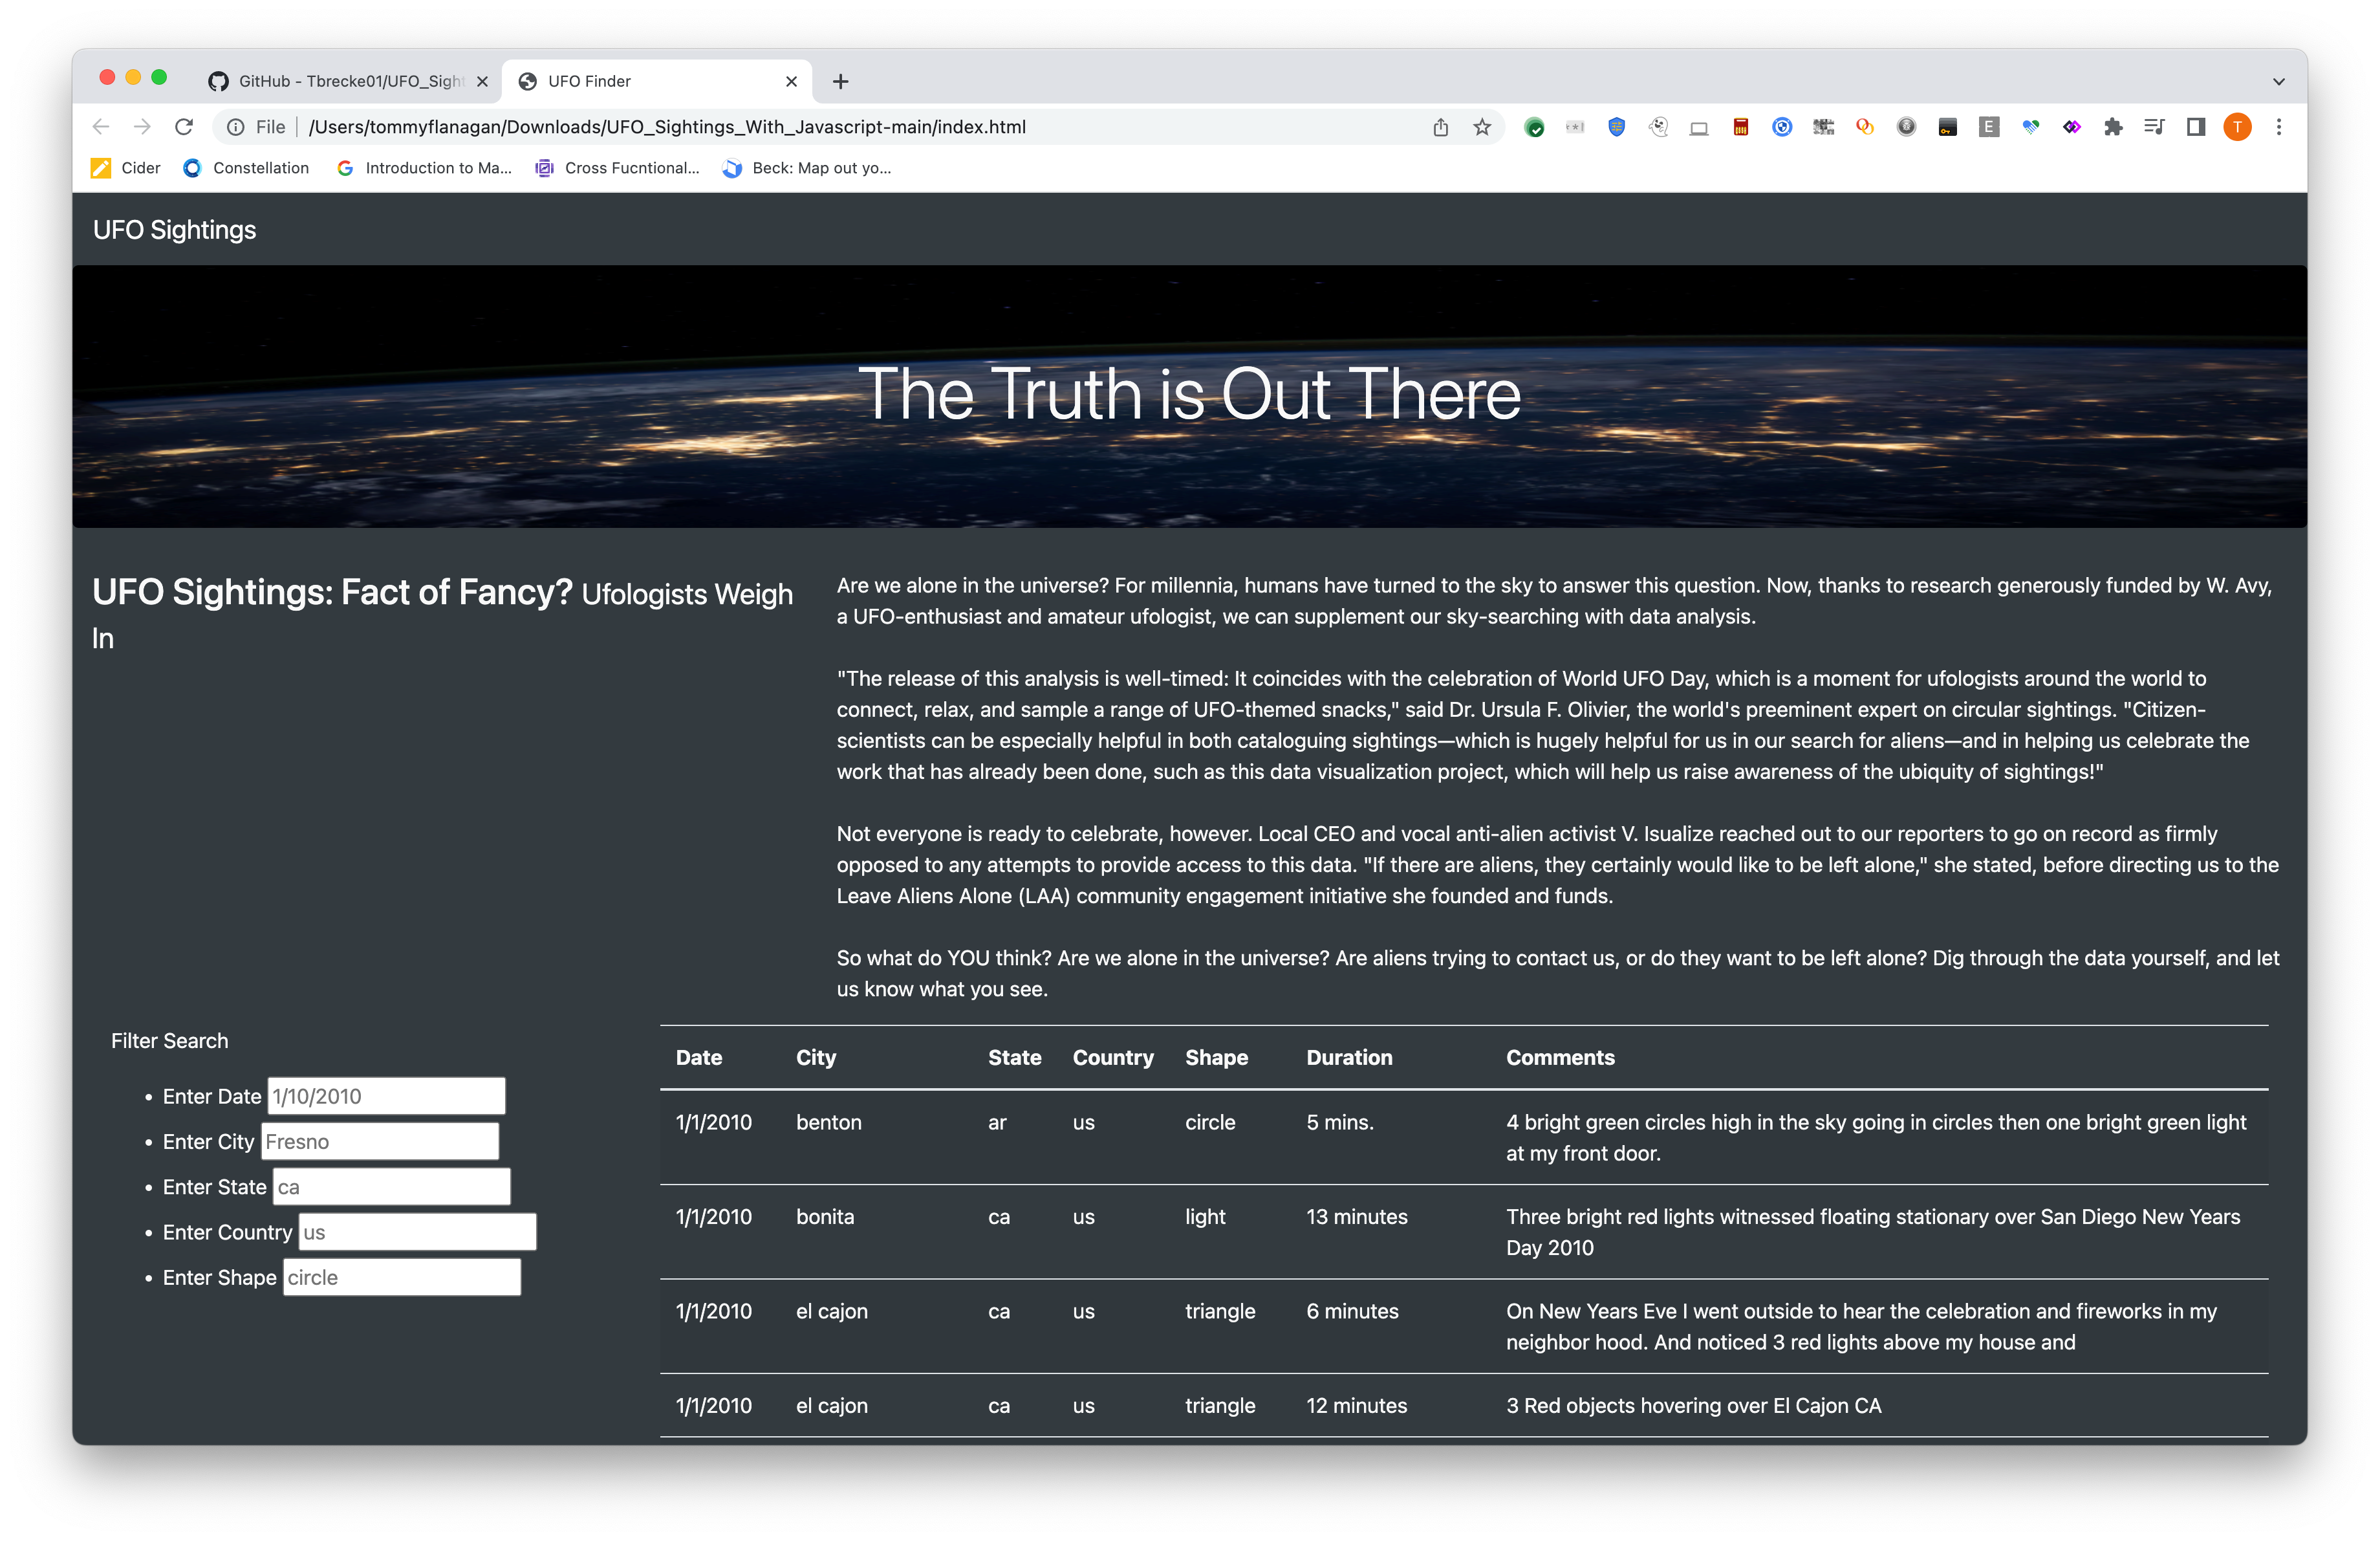 GitHub - Tbrecke01/UFO_Sight
UFO Finder
File /Users/tommyflanagan/Downloads/UFO_Sightings_With_Javascript-main/index.html
E
T
Cider Constellation Introduction to Ma... Cross Fucntional... Beck: Map out yo...
UFO Sightings
The Truth is Out There
UFO Sightings: Fact of Fancy? Ufologists Weigh
In
Are we alone in the universe? For millennia, humans have turned to the sky to answer this question. Now, thanks to research generously funded by W. Avy,
a UFO-enthusiast and amateur ufologist, we can supplement our sky-searching with data analysis.
"The release of this analysis is well-timed: It coincides with the celebration of World UFO Day, which is a moment for ufologists around the world to
connect, relax, and sample a range of UFO-themed snacks," said Dr. Ursula F. Olivier, the world's preeminent expert on circular sightings. "Citizen-
scientists can be especially helpful in both cataloguing sightings—which is hugely helpful for us in our search for aliens—and in helping us celebrate the
work that has already been done, such as this data visualization project, which will help us raise awareness of the ubiquity of sightings!"
Not everyone is ready to celebrate, however. Local CEO and vocal anti-alien activist V. Isualize reached out to our reporters to go on record as firmly
opposed to any attempts to provide access to this data. "If there are aliens, they certainly would like to be left alone," she stated, before directing us to the
Leave Aliens Alone (LAA) community engagement initiative she founded and funds.
So what do YOU think? Are we alone in the universe? Are aliens trying to contact us, or do they want to be left alone? Dig through the data yourself, and let
us know what you see.
Filter Search
Enter Date 1/10/2010
Enter City Fresno
Enter State ca
Enter Country us
Enter Shape circle
Date City State Country Shape Duration Comments
1/1/2010 benton ar us circle 5 mins. 4 bright green circles high in the sky going in circles then one bright green light
at my front door.
1/1/2010 bonita ca us light 13 minutes Three bright red lights witnessed floating stationary over San Diego New Years
Day 2010
1/1/2010 el cajon ca us triangle 6 minutes On New Years Eve I went outside to hear the celebration and fireworks in my
neighbor hood. And noticed 3 red lights above my house and
1/1/2010 el cajon ca us triangle 12 minutes 3 Red objects hovering over El Cajon CA